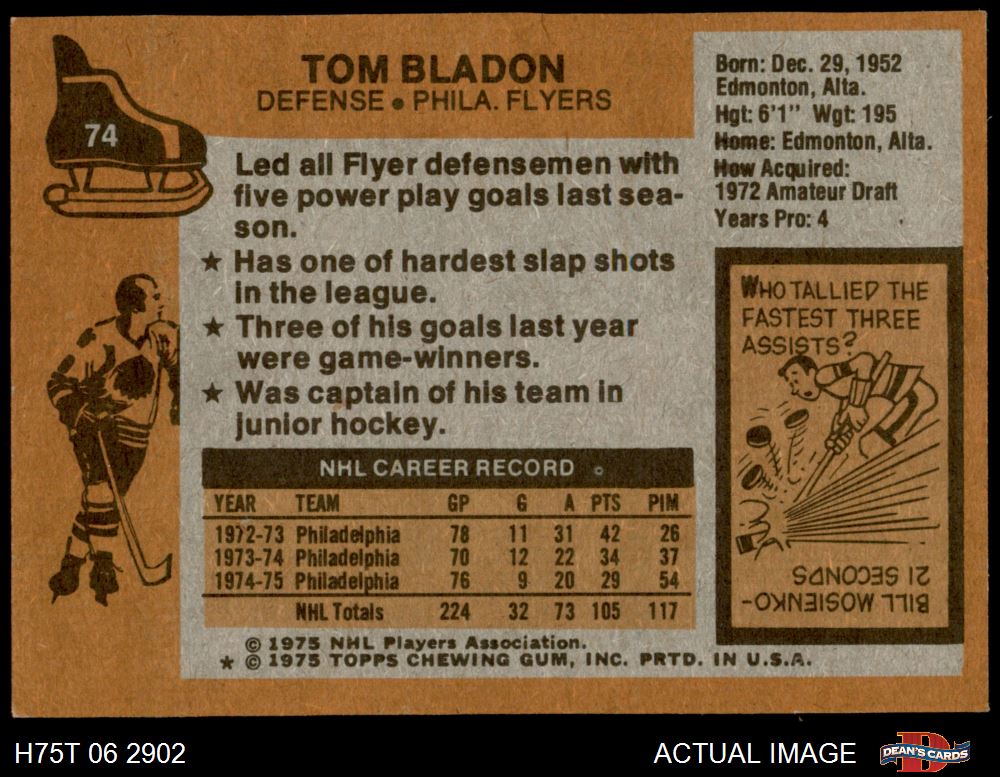 74
TOM BLADON
DEFENSE • PHILA. FLYERS
Led all Flyer defensemen with
five power play goals last sea-
son.
★ Has one of hardest slap shots
in the league.
★ Three of his goals last year
were game-winners.
★ Was captain of his team in
junior hockey.
NHL CAREER RECORD
YEAR TEAM GP G A PTS PIM
1972-73 Philadelphia 78 11 31 42 26
1973-74 Philadelphia 70 12 22 34 37
1974-75 Philadelphia 76 9 20 29 54
NHL Totals 224 32 73 105 117
© 1975 NHL Players Association.
★ © 1975 TOPPS CHEWING GUM, INC. PRTD. IN U.S.A.
Born: Dec. 29, 1952
Edmonton, Alta.
Hgt: 6'1" Wgt: 195
Home: Edmonton, Alta.
How Acquired:
1972 Amateur Draft
Years Pro: 4
WHO TALLIED THE
FASTEST THREE
ASSISTS?
BILL MOSIENKO-
21 SECONDS
H75T 06 2902
ACTUAL IMAGE
D
DEAN'S CARDS